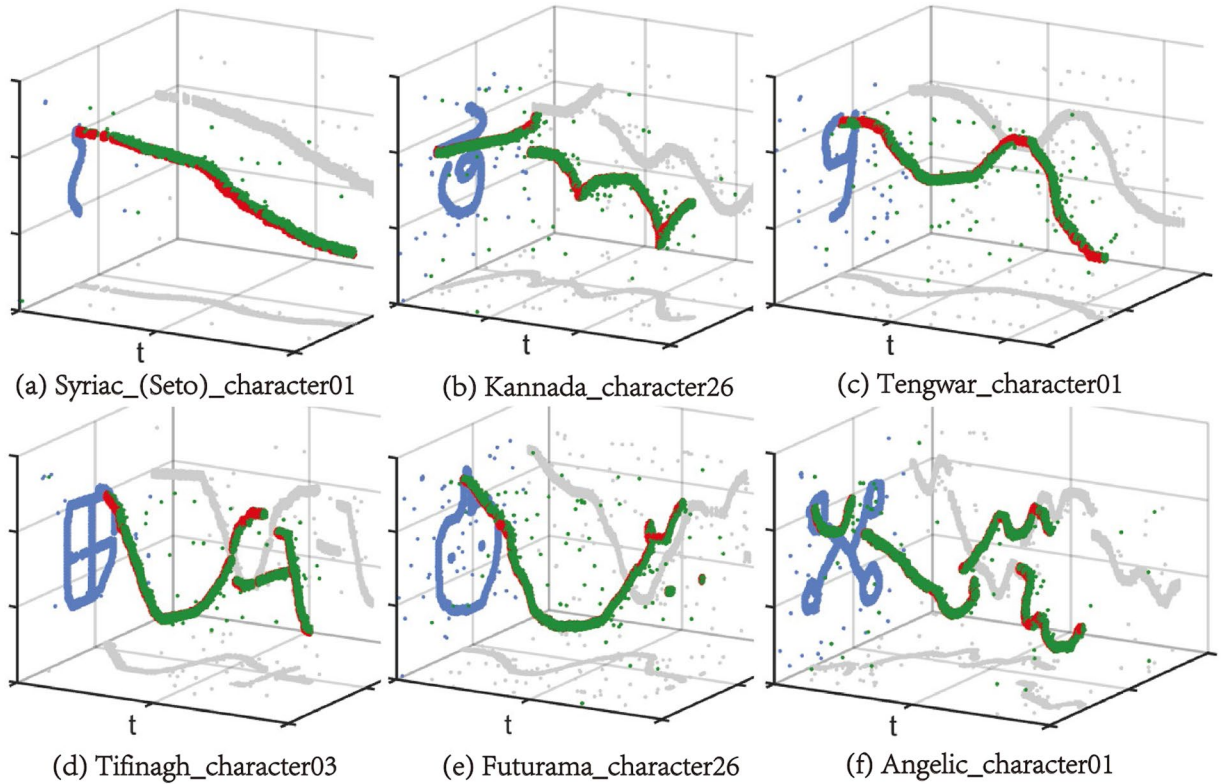 t
t
t
(a) Syriac_(Seto)_character01
(b) Kannada_character26
(c) Tengwar_character01
t
t
t
(d) Tifinagh_character03
(e) Futurama_character26
(f) Angelic_character01